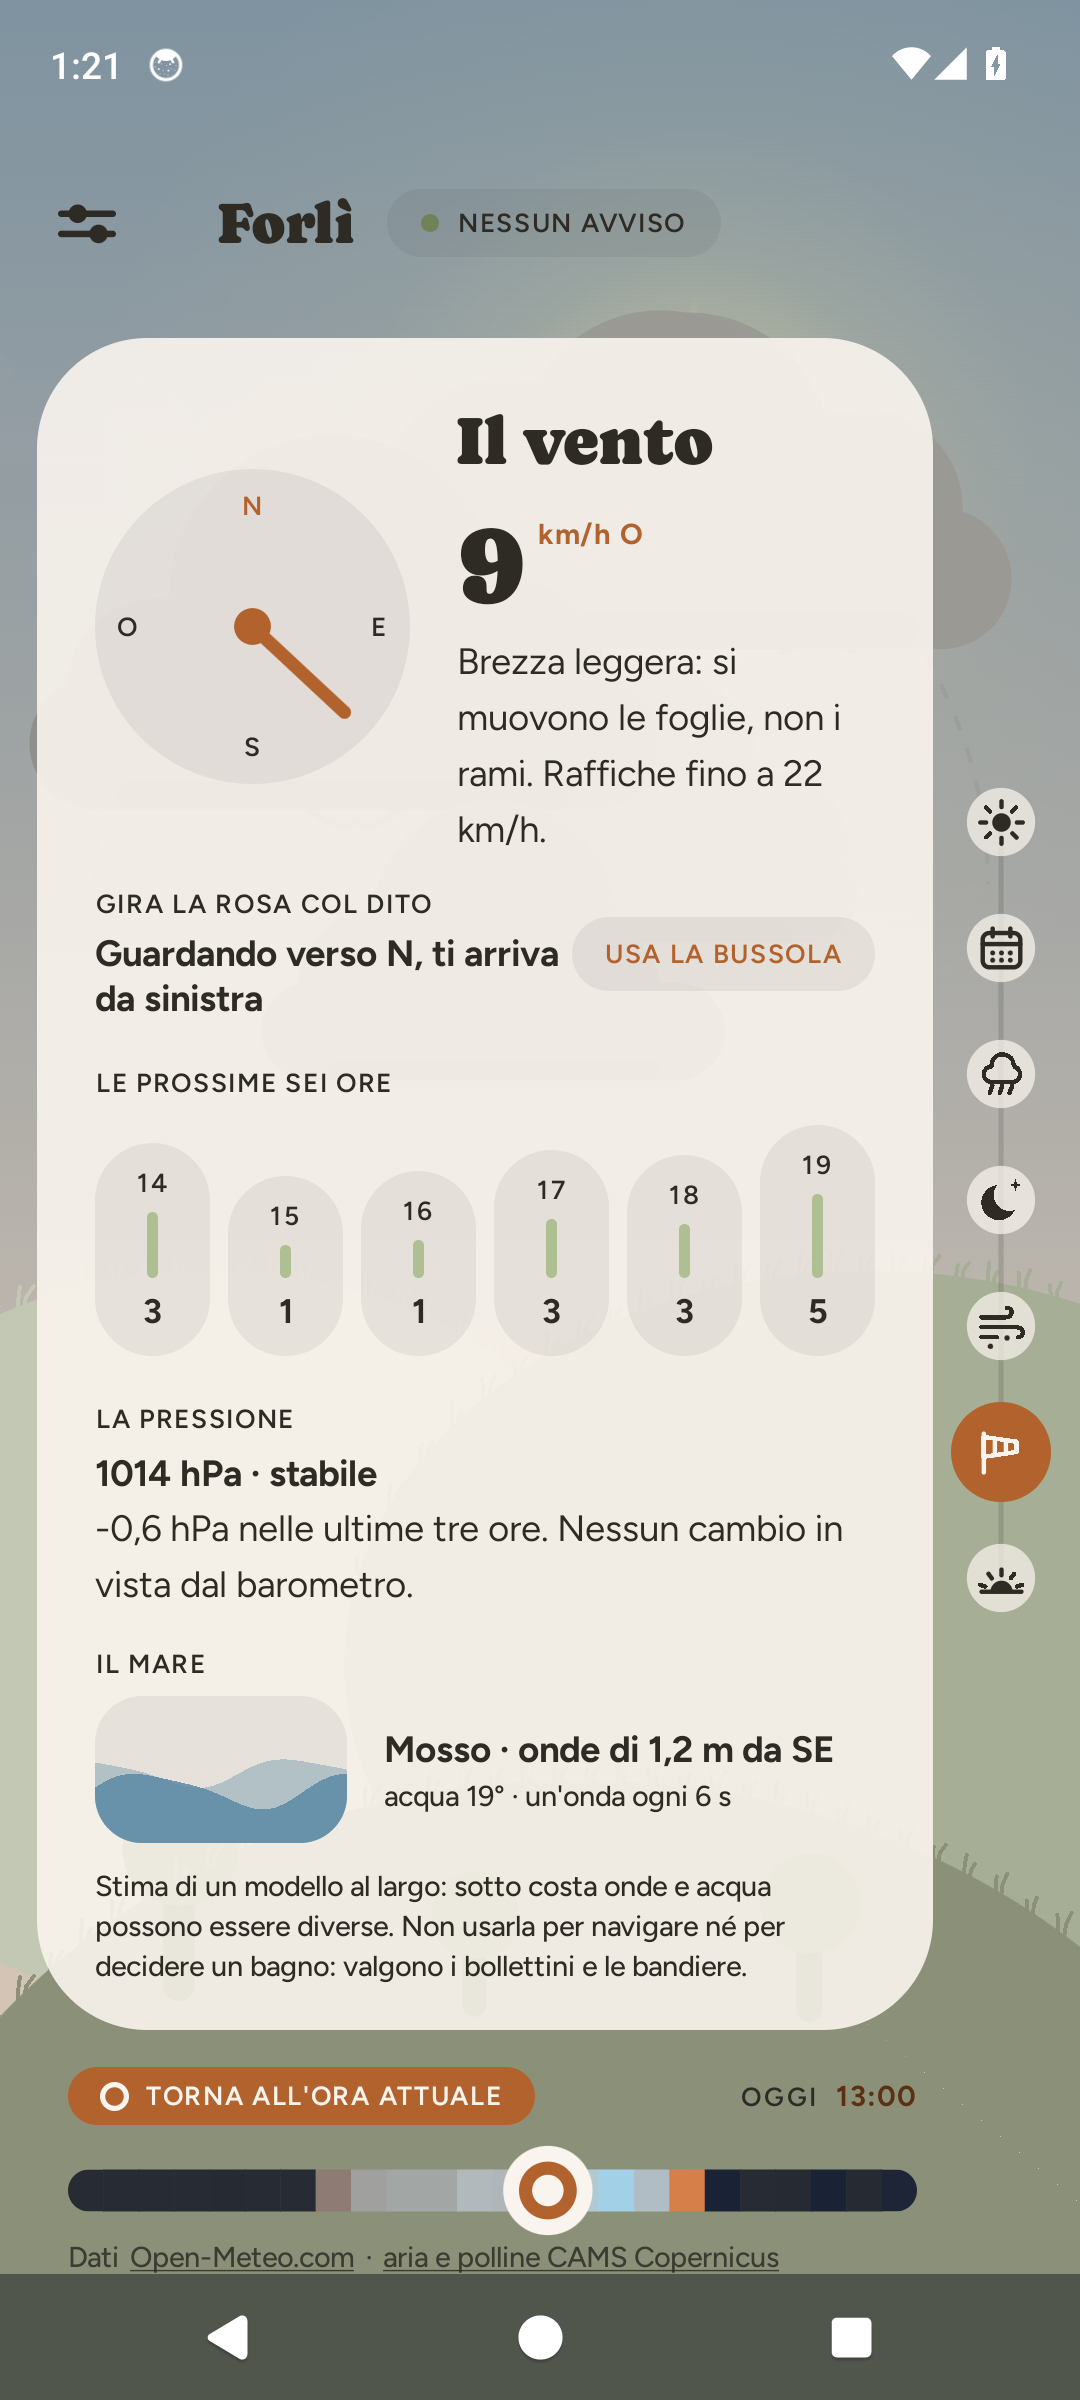 1:21
Forlì
NESSUN AVVISO
Il vento
9 km/h O
Brezza leggera: si
muovono le foglie, non i
rami. Raffiche fino a 22
km/h.
N
O
E
S
GIRA LA ROSA COL DITO
Guardando verso N, ti arriva
da sinistra
USA LA BUSSOLA
LE PROSSIME SEI ORE
14 15 16 17 18 19
3 1 1 3 3 5
LA PRESSIONE
1014 hPa · stabile
-0,6 hPa nelle ultime tre ore. Nessun cambio in
vista dal barometro.
IL MARE
Mosso · onde di 1,2 m da SE
acqua 19° · un'onda ogni 6 s
Stima di un modello al largo: sotto costa onde e acqua
possono essere diverse. Non usarla per navigare né per
decidere un bagno: valgono i bollettini e le bandiere.
TORNA ALL'ORA ATTUALE
OGGI 13:00
Dati Open-Meteo.com · aria e polline CAMS Copernicus